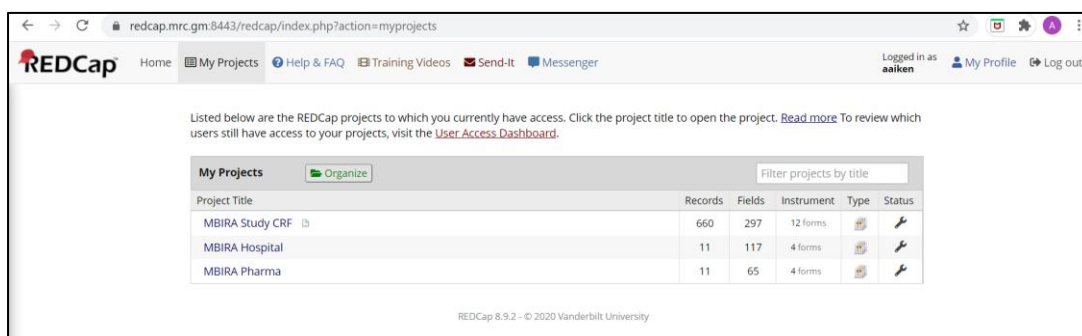 redcap.mrc.gm:8443/redcap/index.php?action=myprojects
A
REDCap Home My Projects Help & FAQ Training Videos Send-It Messenger Logged in as aaiken My Profile Log out
Listed below are the REDCap projects to which you currently have access. Click the project title to open the project. Read more To review which
users still have access to your projects, visit the User Access Dashboard.
My Projects Organize Filter projects by title
Project Title Records Fields Instrument Type Status
MBIRA Study CRF 660 297 12 forms
MBIRA Hospital 11 117 4 forms
MBIRA Pharma 11 65 4 forms
REDCap 8.9.2 - © 2020 Vanderbilt University